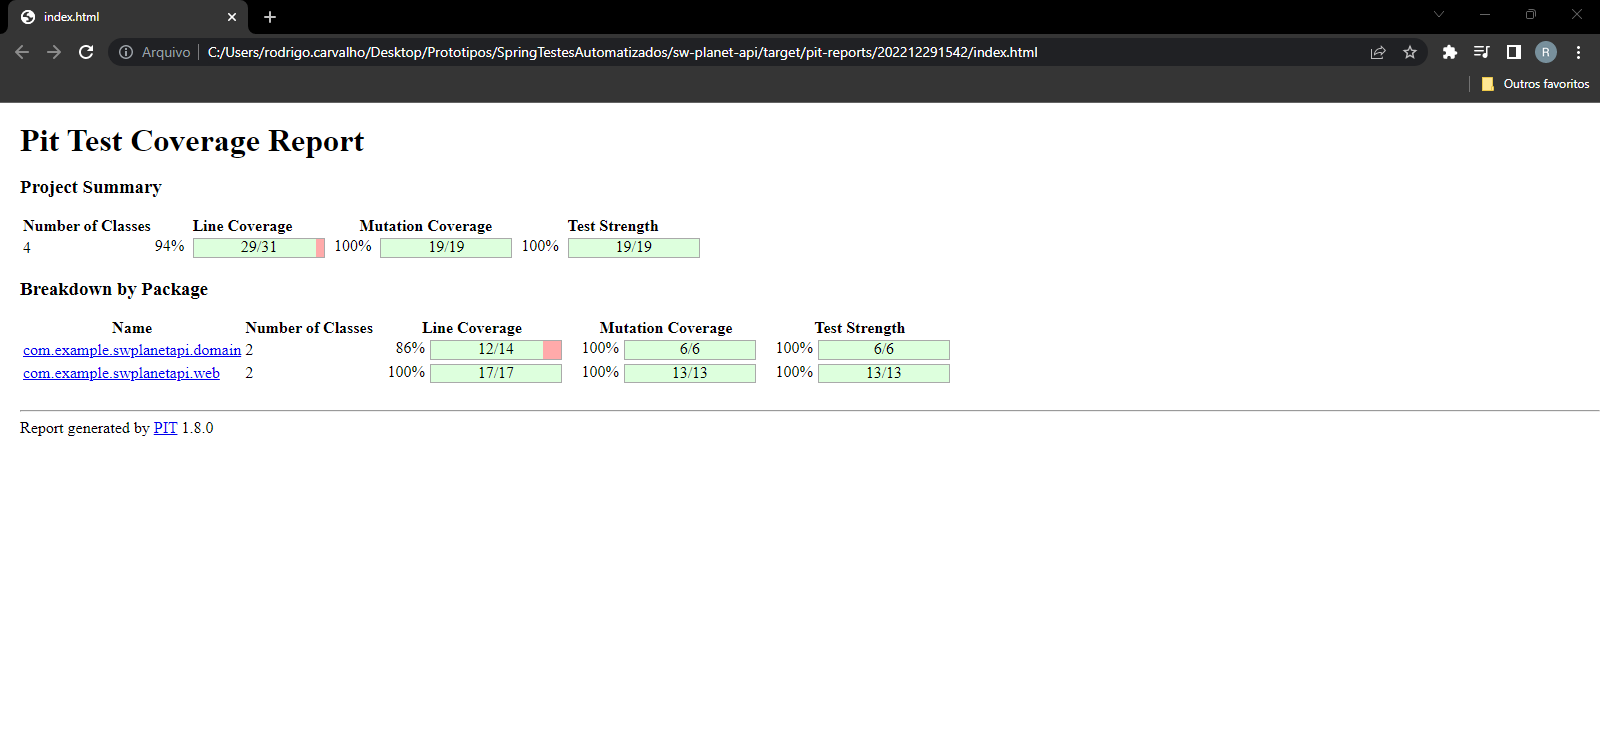 index.html
Arquivo C:/Users/rodrigo.carvalho/Desktop/Prototipos/SpringTestesAutomatizados/sw-planet-api/target/pit-reports/202212291542/index.html R
Outros favoritos
Pit Test Coverage Report
Project Summary
Number of Classes Line Coverage Mutation Coverage Test Strength
4 94% 29/31 100% 19/19 100% 19/19
Breakdown by Package
Name Number of Classes Line Coverage Mutation Coverage Test Strength
com.example.swplanetapi.domain 2 86% 12/14 100% 6/6 100% 6/6
com.example.swplanetapi.web 2 100% 17/17 100% 13/13 100% 13/13
Report generated by PIT 1.8.0